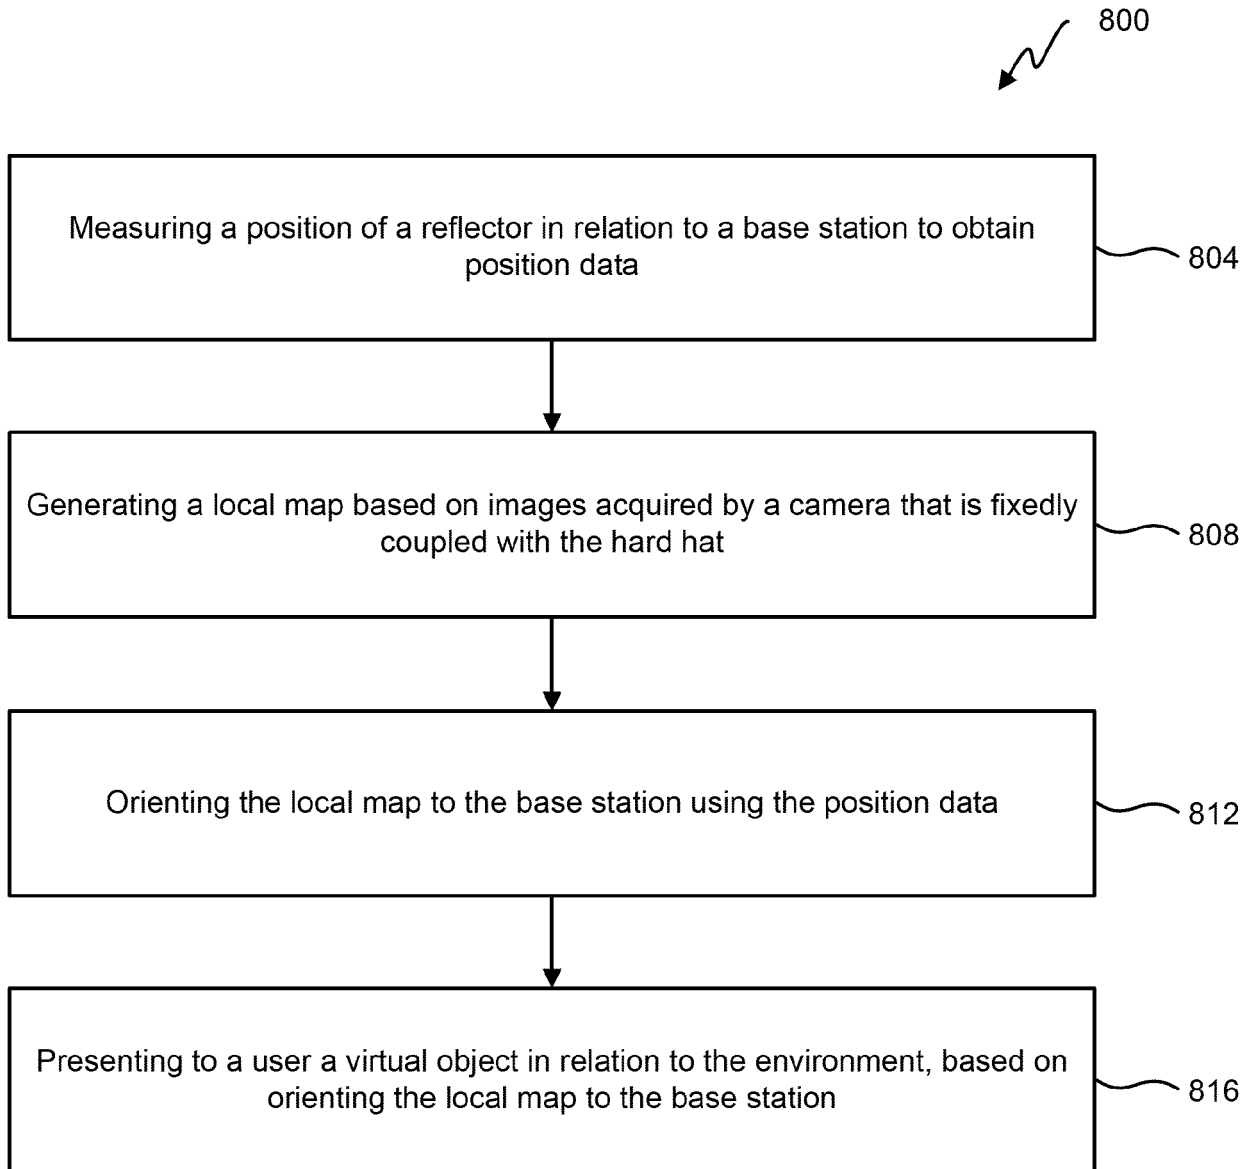 800
Measuring a position of a reflector in relation to a base station to obtain
position data
804
Generating a local map based on images acquired by a camera that is fixedly
coupled with the hard hat
808
Orienting the local map to the base station using the position data
812
Presenting to a user a virtual object in relation to the environment, based on
orienting the local map to the base station
816